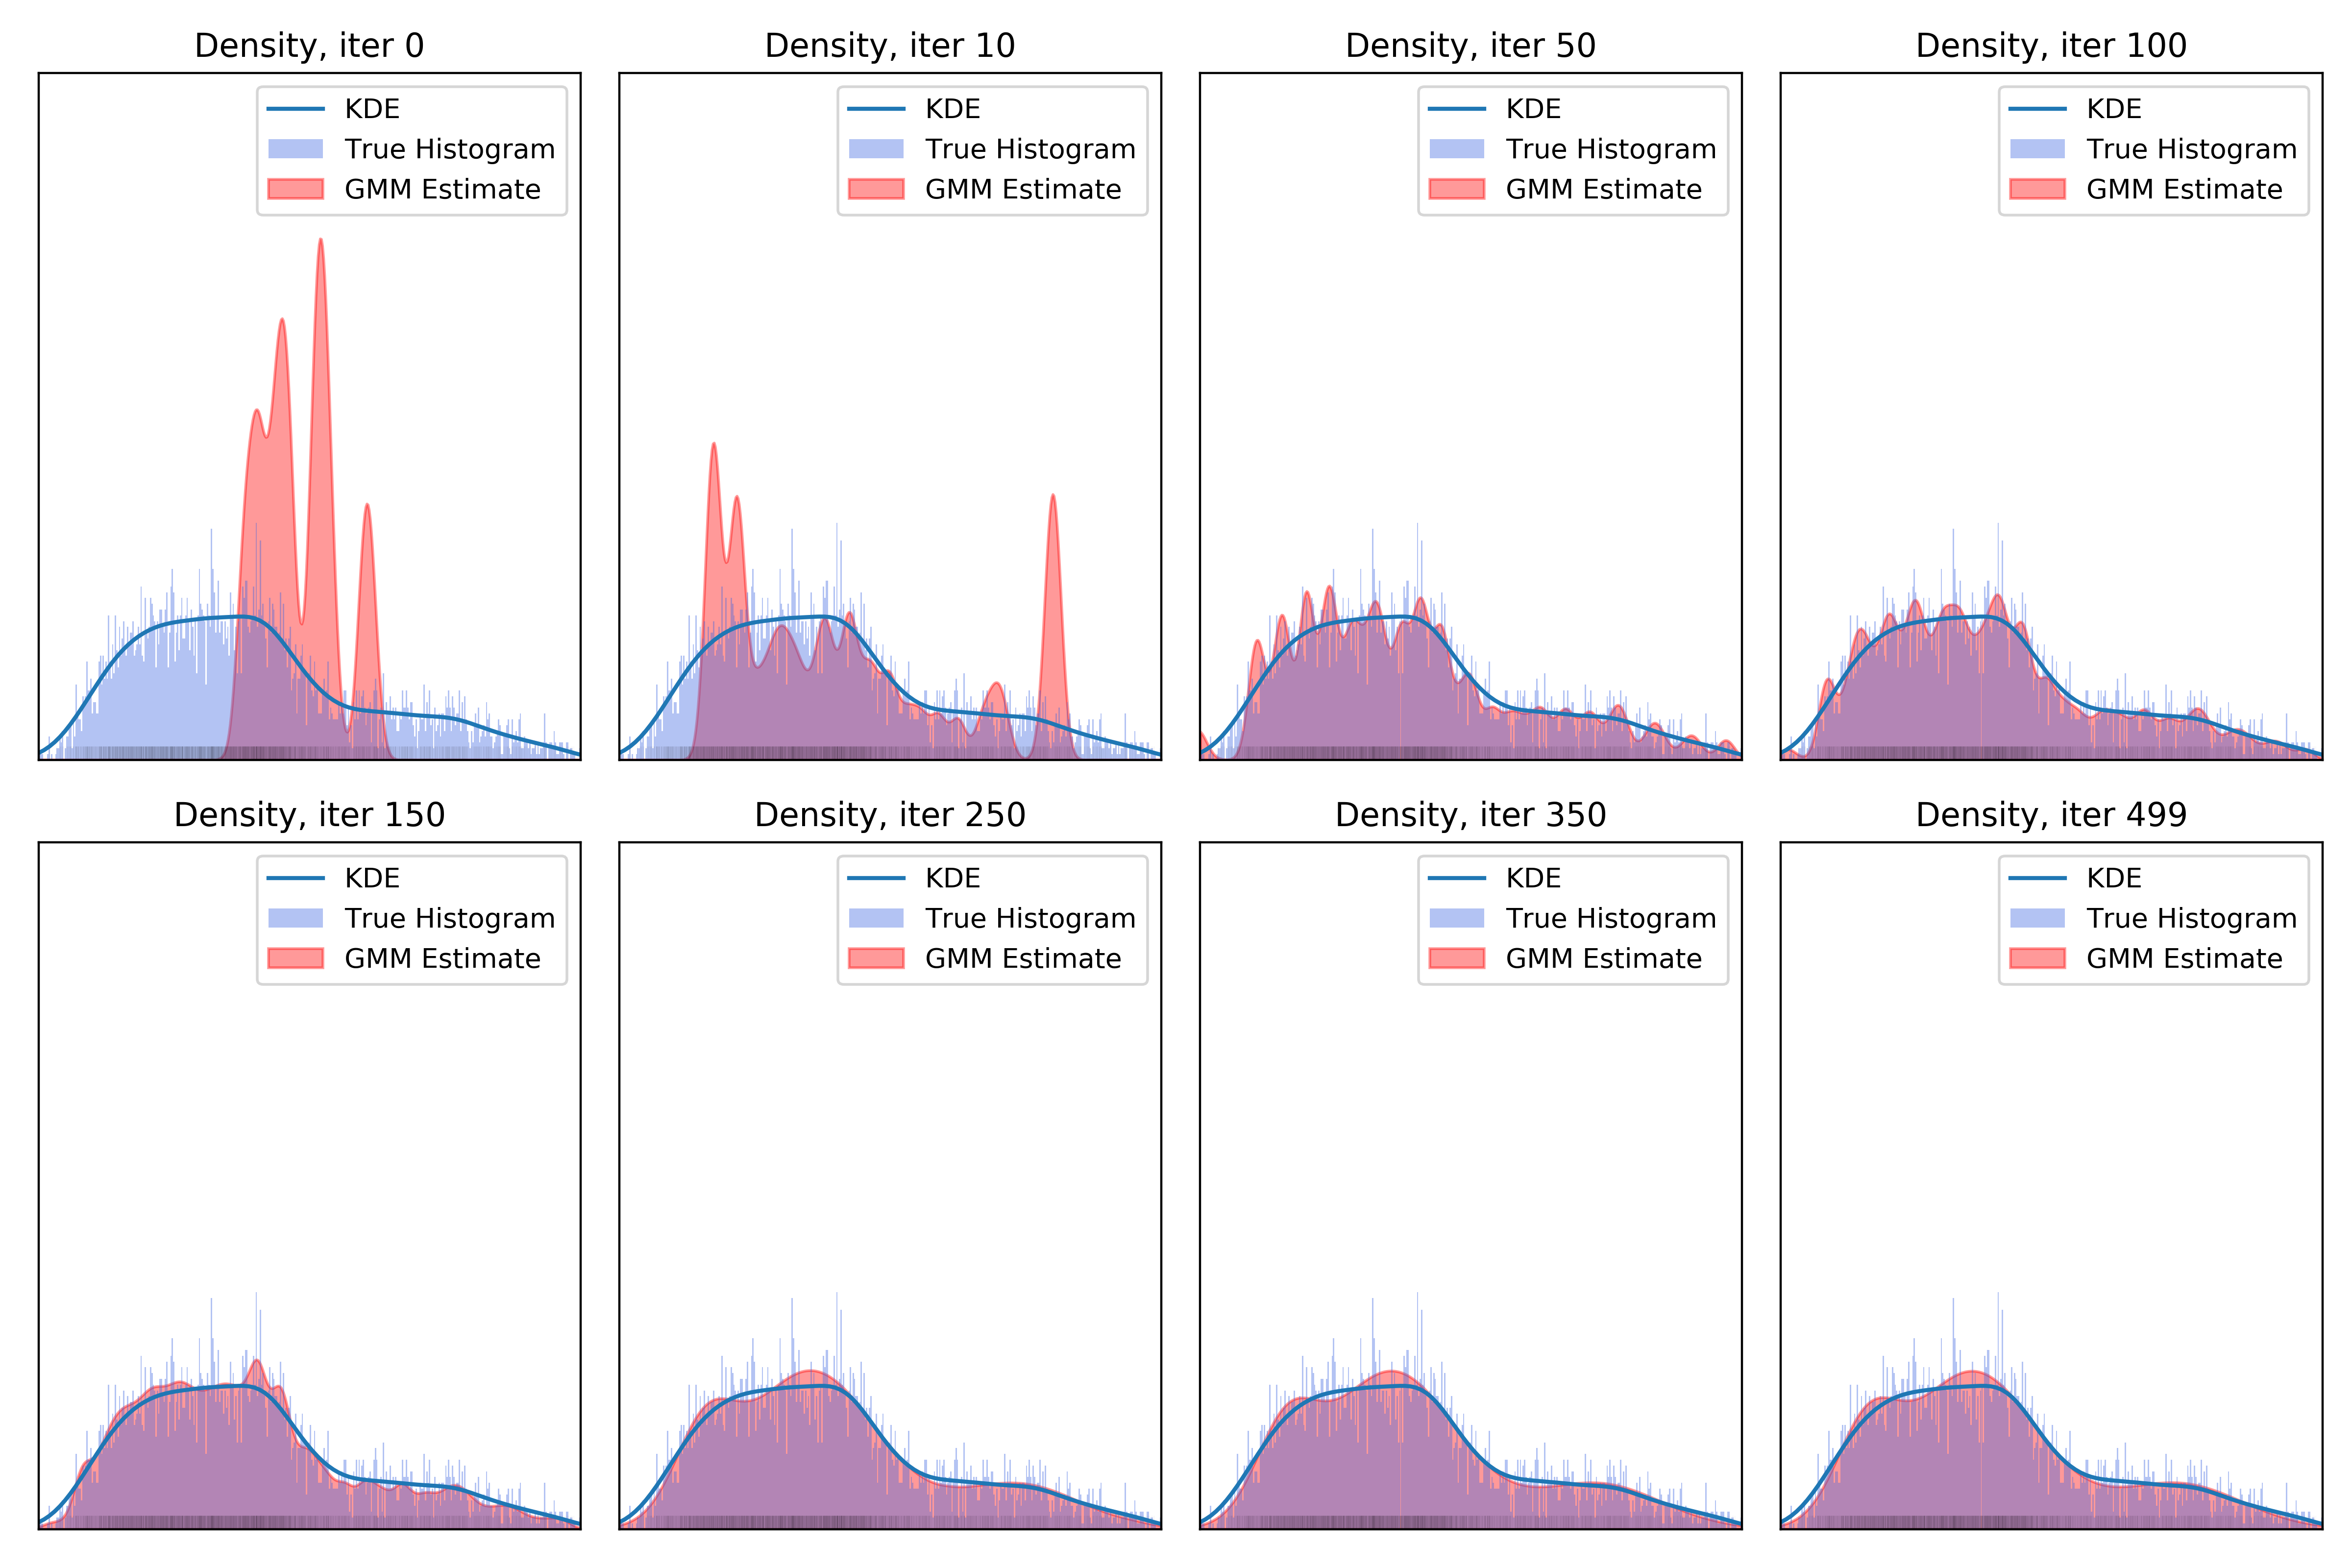 Density, iter 0
KDE
True Histogram
GMM Estimate
Density, iter 10
KDE
True Histogram
GMM Estimate
Density, iter 50
KDE
True Histogram
GMM Estimate
Density, iter 100
KDE
True Histogram
GMM Estimate
Density, iter 150
KDE
True Histogram
GMM Estimate
Density, iter 250
KDE
True Histogram
GMM Estimate
Density, iter 350
KDE
True Histogram
GMM Estimate
Density, iter 499
KDE
True Histogram
GMM Estimate